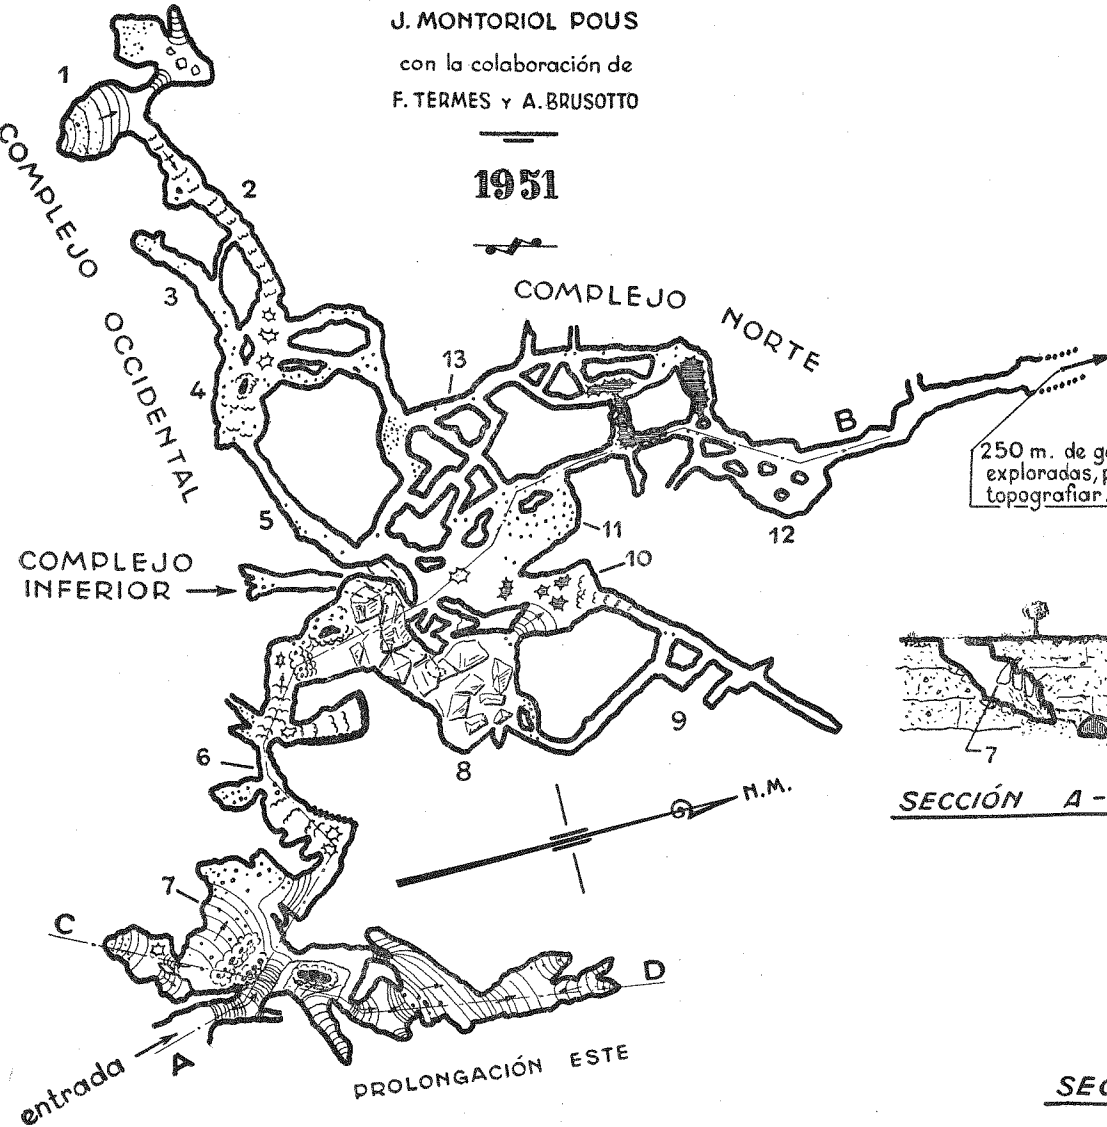 J. MONTORIOL POUS
con la colaboración de
F. TERMES Y A. BRUSOTTO
1951
COMPLEJO OCCIDENTAL
COMPLEJO NORTE
COMPLEJO
INFERIOR
1
2
3
4
5
13
B
250 m. de
exploradas,
topografiar.
11
12
10
9
8
6
7
N.M.
7
SECCIÓN A-
C
D
A
entrada
PROLONGACIÓN ESTE